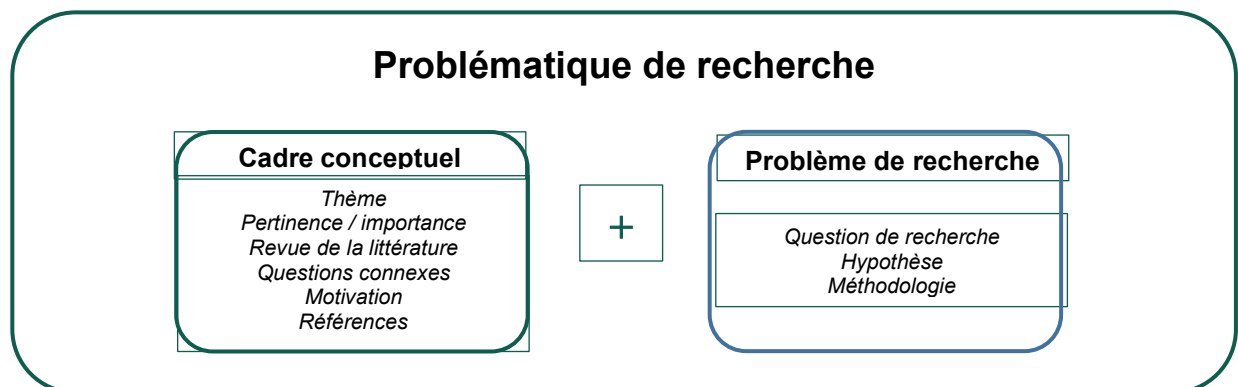 Problématique de recherche
Cadre conceptuel
Thème
Pertinence / importance
Revue de la littérature
Questions connexes
Motivation
Références
+
Problème de recherche
Question de recherche
Hypothèse
Méthodologie